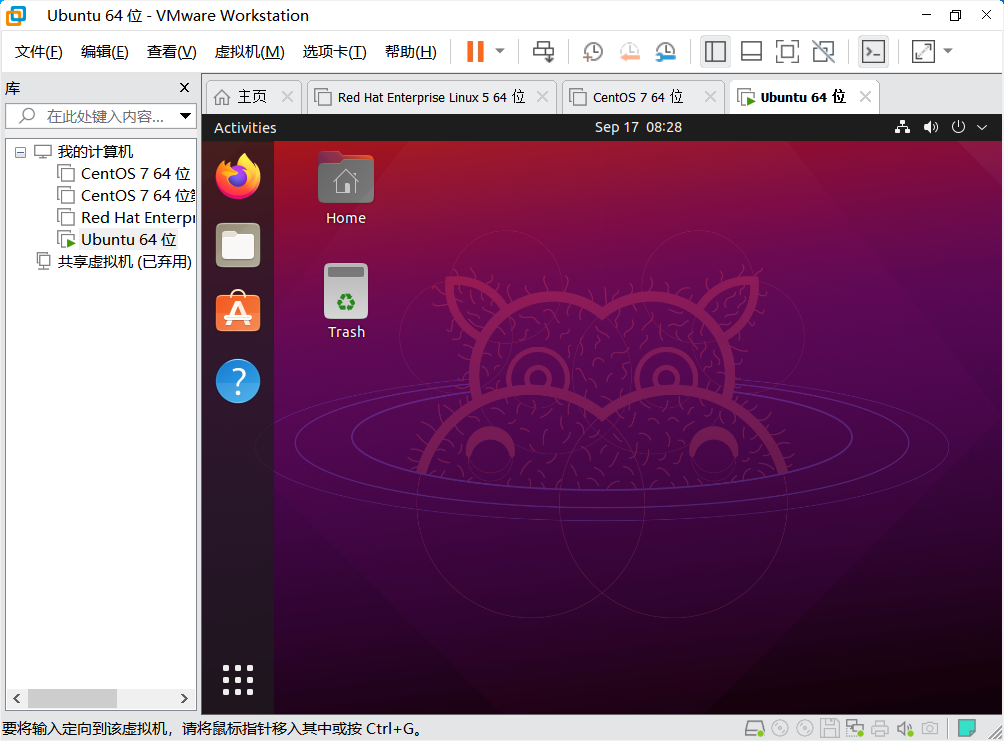 Ubuntu 64 位 - VMware Workstation
文件(F) 编辑(E) 查看(V) 虚拟机(M) 选项卡(T) 帮助(H)
库
在此处键入内容...
我的计算机
CentOS 7 64 位
CentOS 7 64 位
Red Hat Enterpr
Ubuntu 64 位
共享虚拟机 (已弃用)
主页 Red Hat Enterprise Linux 5 64 位 CentOS 7 64 位 Ubuntu 64 位
Activities Sep 17 08:28
Home
Trash
要将输入定向到该虚拟机，请将鼠标指针移入其中或按 Ctrl+G。